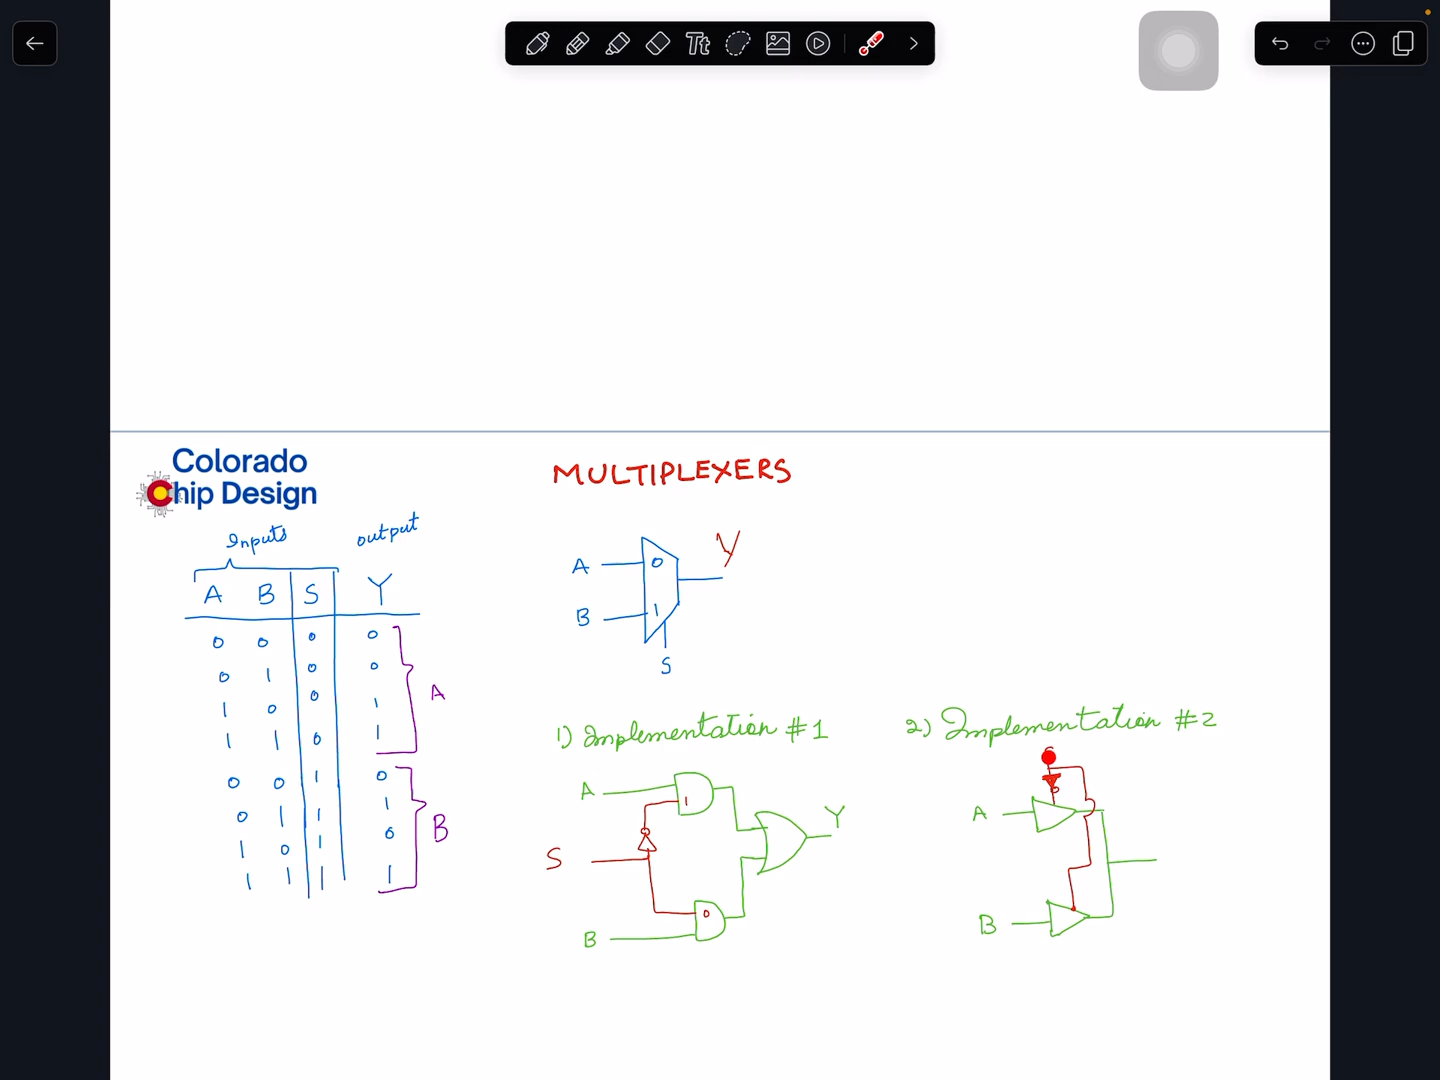 Tt
Colorado
Chip Design
MULTIPLEXERS
Inputs output
A B S Y
0 0 0 0
0 1 0 0
1 0 0 1
1 1 0 1
A
0 0 1 0
0 1 1 1
1 0 1 0
1 1 1 1
B
A 0 Y
B 1
S
1) Implementation #1
A 1 Y
S
B 0
2) Implementation #2
A
B